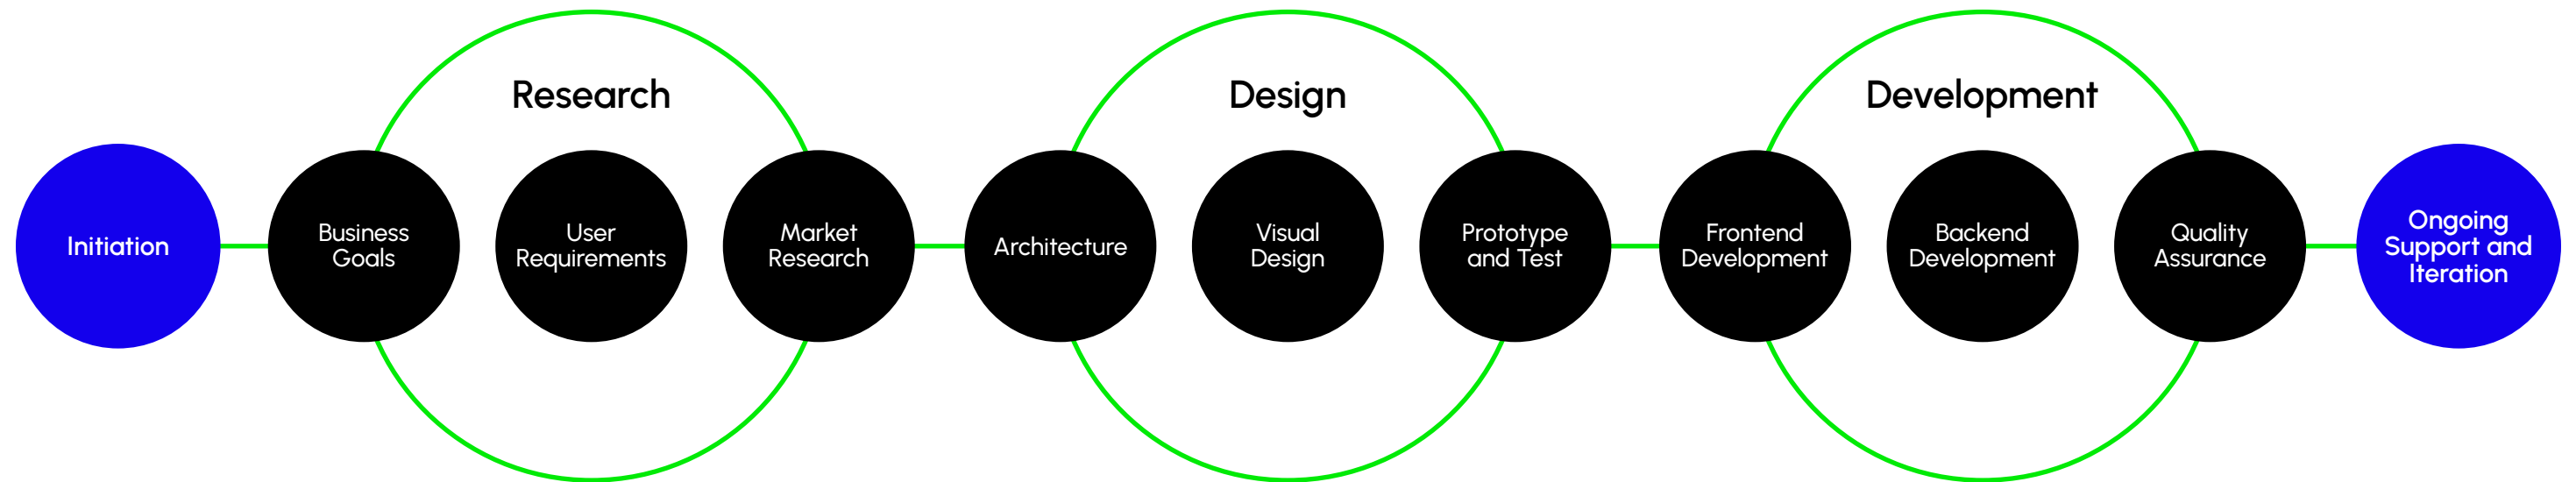 Research
Design
Development
Initiation
Business
Goals
User
Requirements
Market
Research
Architecture
Visual
Design
Prototype
and Test
Frontend
Development
Backend
Development
Quality
Assurance
Ongoing
Support and
Iteration